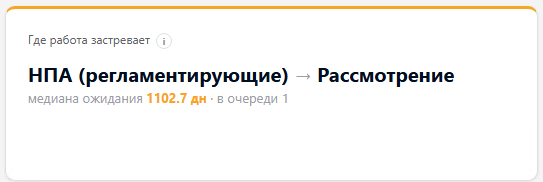 Где работа застревает i
НПА (регламентирующие) → Рассмотрение
медиана ожидания 1102.7 дн · в очереди 1